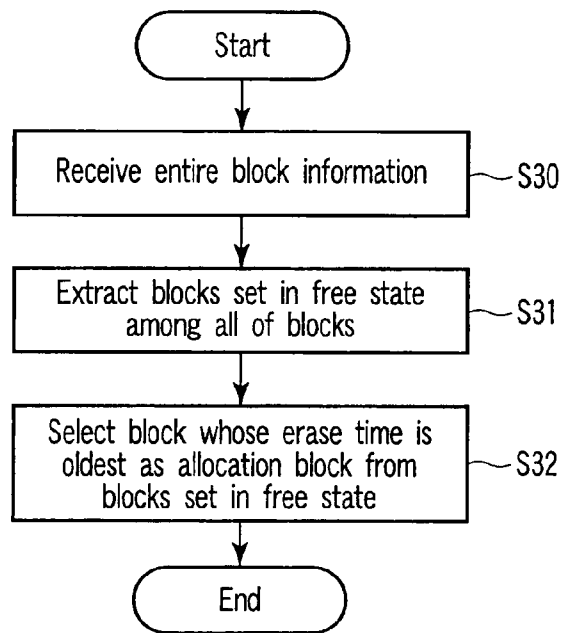 Start
Receive entire block information
S30
Extract blocks set in free state
among all of blocks
S31
Select block whose erase time is
oldest as allocation block from
blocks set in free state
S32
End